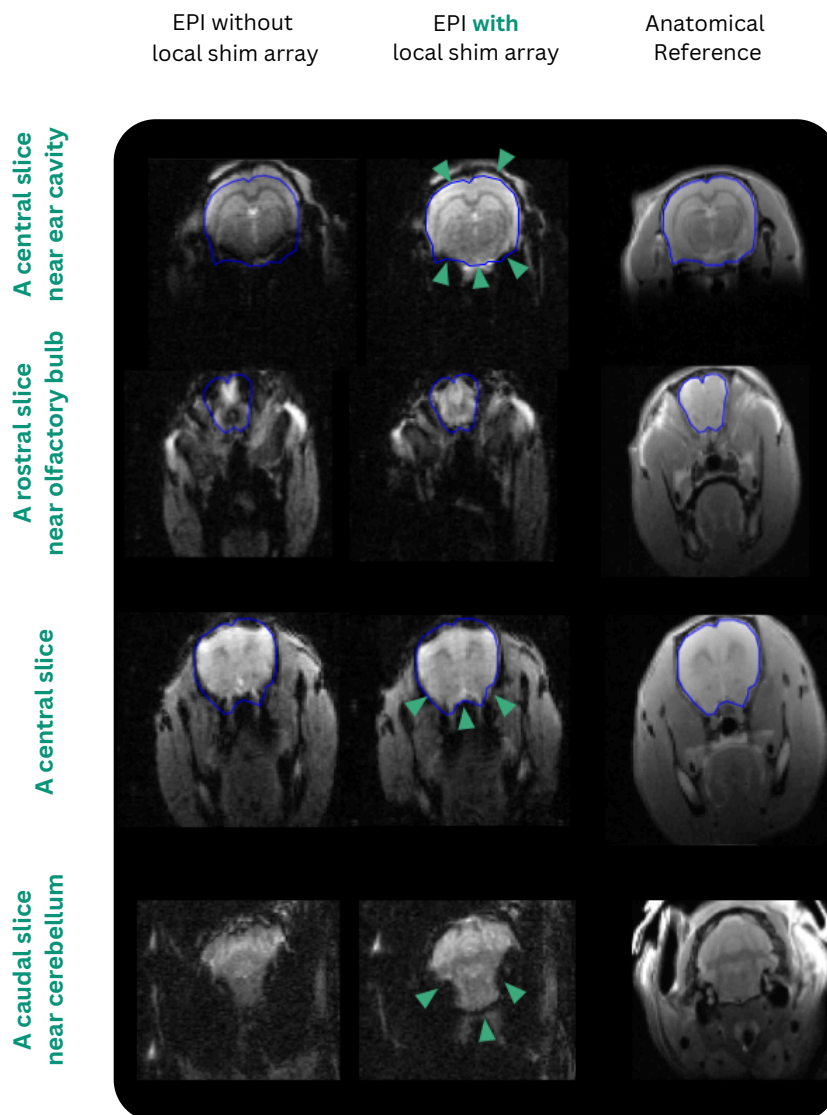 EPI without
local shim array
EPI with
local shim array
Anatomical
Reference
A central slice
near ear cavity
A rostral slice
near olfactory bulb
A central slice
A caudal slice
near cerebellum